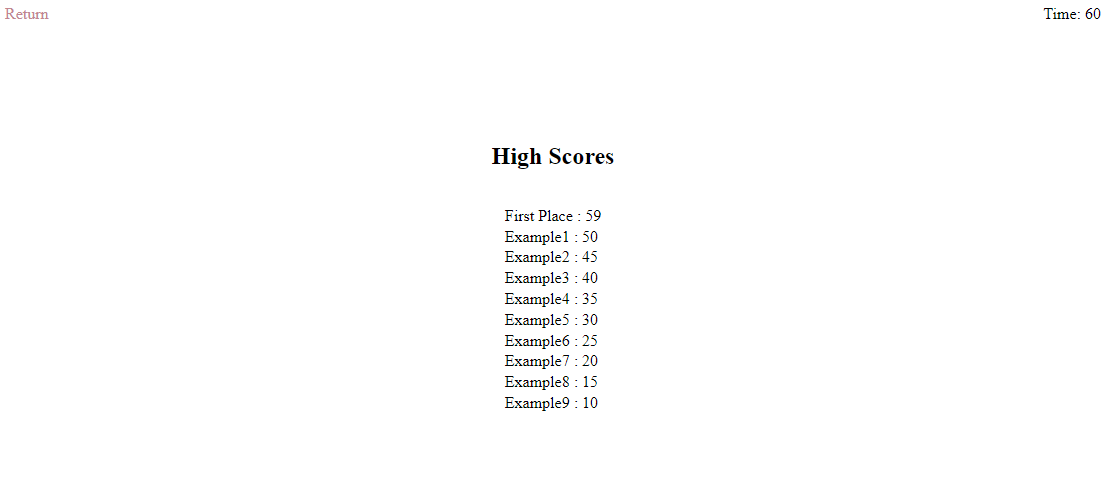 Return
Time: 60
High Scores
First Place : 59
Example1 : 50
Example2 : 45
Example3 : 40
Example4 : 35
Example5 : 30
Example6 : 25
Example7 : 20
Example8 : 15
Example9 : 10